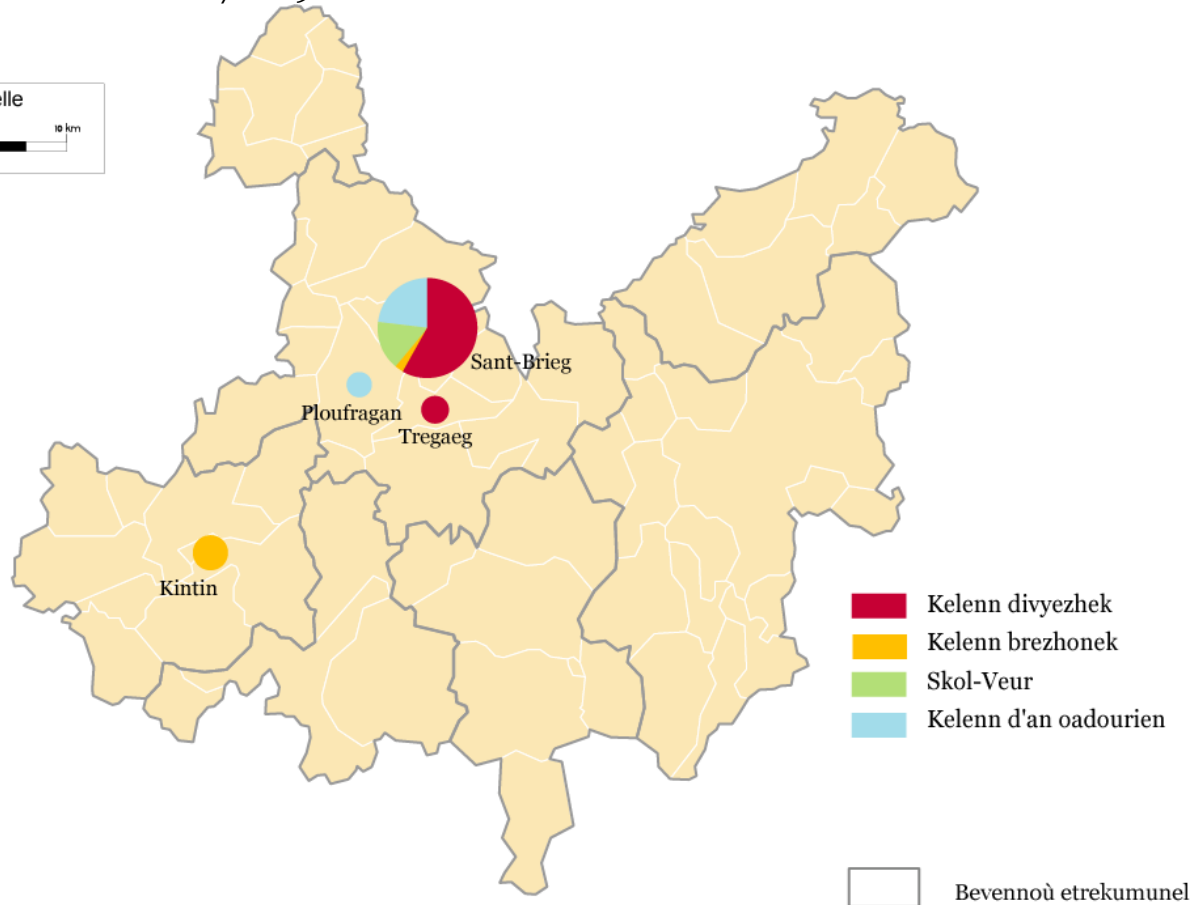 elle
10 km
Sant-Brieg
Ploufragan
Tregaeg
Kintin
Kelenn divyezhek
Kelenn brezhonek
Skol-Veur
Kelenn d'an oadourien
Bevennoù etrekumunel